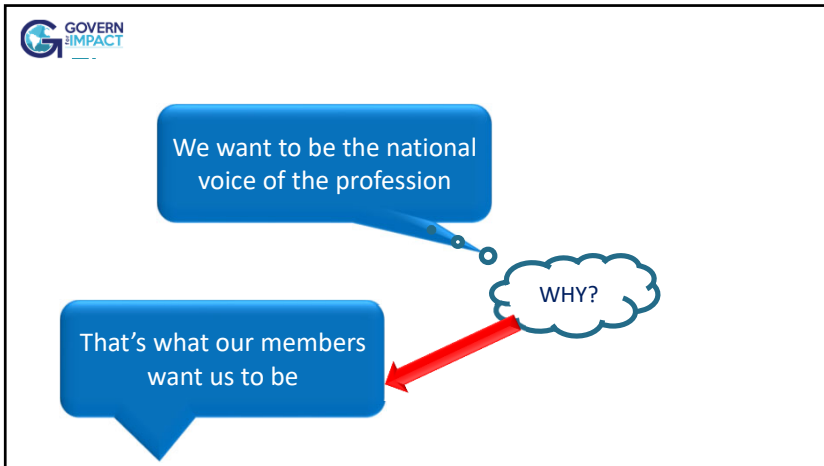 GOVERN
FOR IMPACT
We want to be the national
voice of the profession
WHY?
That's what our members
want us to be